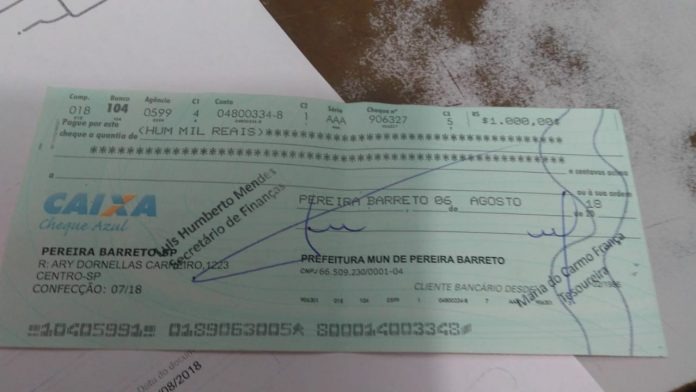 Comp. Banco Agência C1 Conta C2 Série Cheque nº C3 R$
018 104 0599 4 04800334-8 1 AAA 906327 5 $1.000,00
Pague por este
cheque a quantia de (HUM MIL REAIS)
e centavos acima
a ou à sua ordem
PEREIRA BARRETO 06 de AGOSTO 18
CAIXA
Cheque Azul
Humberto Mendes
Secretário de Finanças
PEREIRA BARRETO-SP
R: ARY DORNELLAS CARNEIRO,1223
CENTRO-SP
CONFECÇÃO: 07/18
PREFEITURA MUN DE PEREIRA BARRETO
CNPJ 66.509.230/0001-04
CLIENTE BANCÁRIO DESDE
Maria do Carmo França
Tesoureira
10405991 0189063005 800014003348
Data do
/08/2018